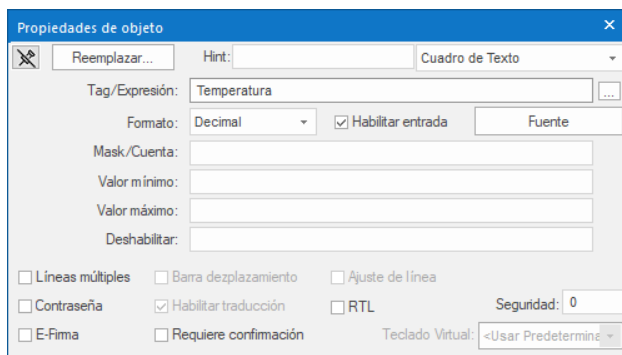 Propiedades de objeto
Reemplazar... Hint: Cuadro de Texto
Tag/Expresión: Temperatura ...
Formato: Decimal Habilitar entrada Fuente
Mask/Cuenta:
Valor mínimo:
Valor máximo:
Deshabilitar:
Líneas múltiples Barra dezplazamiento Ajuste de línea
Contraseña Habilitar traducción RTL Seguridad: 0
E-Firma Requiere confirmación Teclado Virtual: <Usar Predetermina